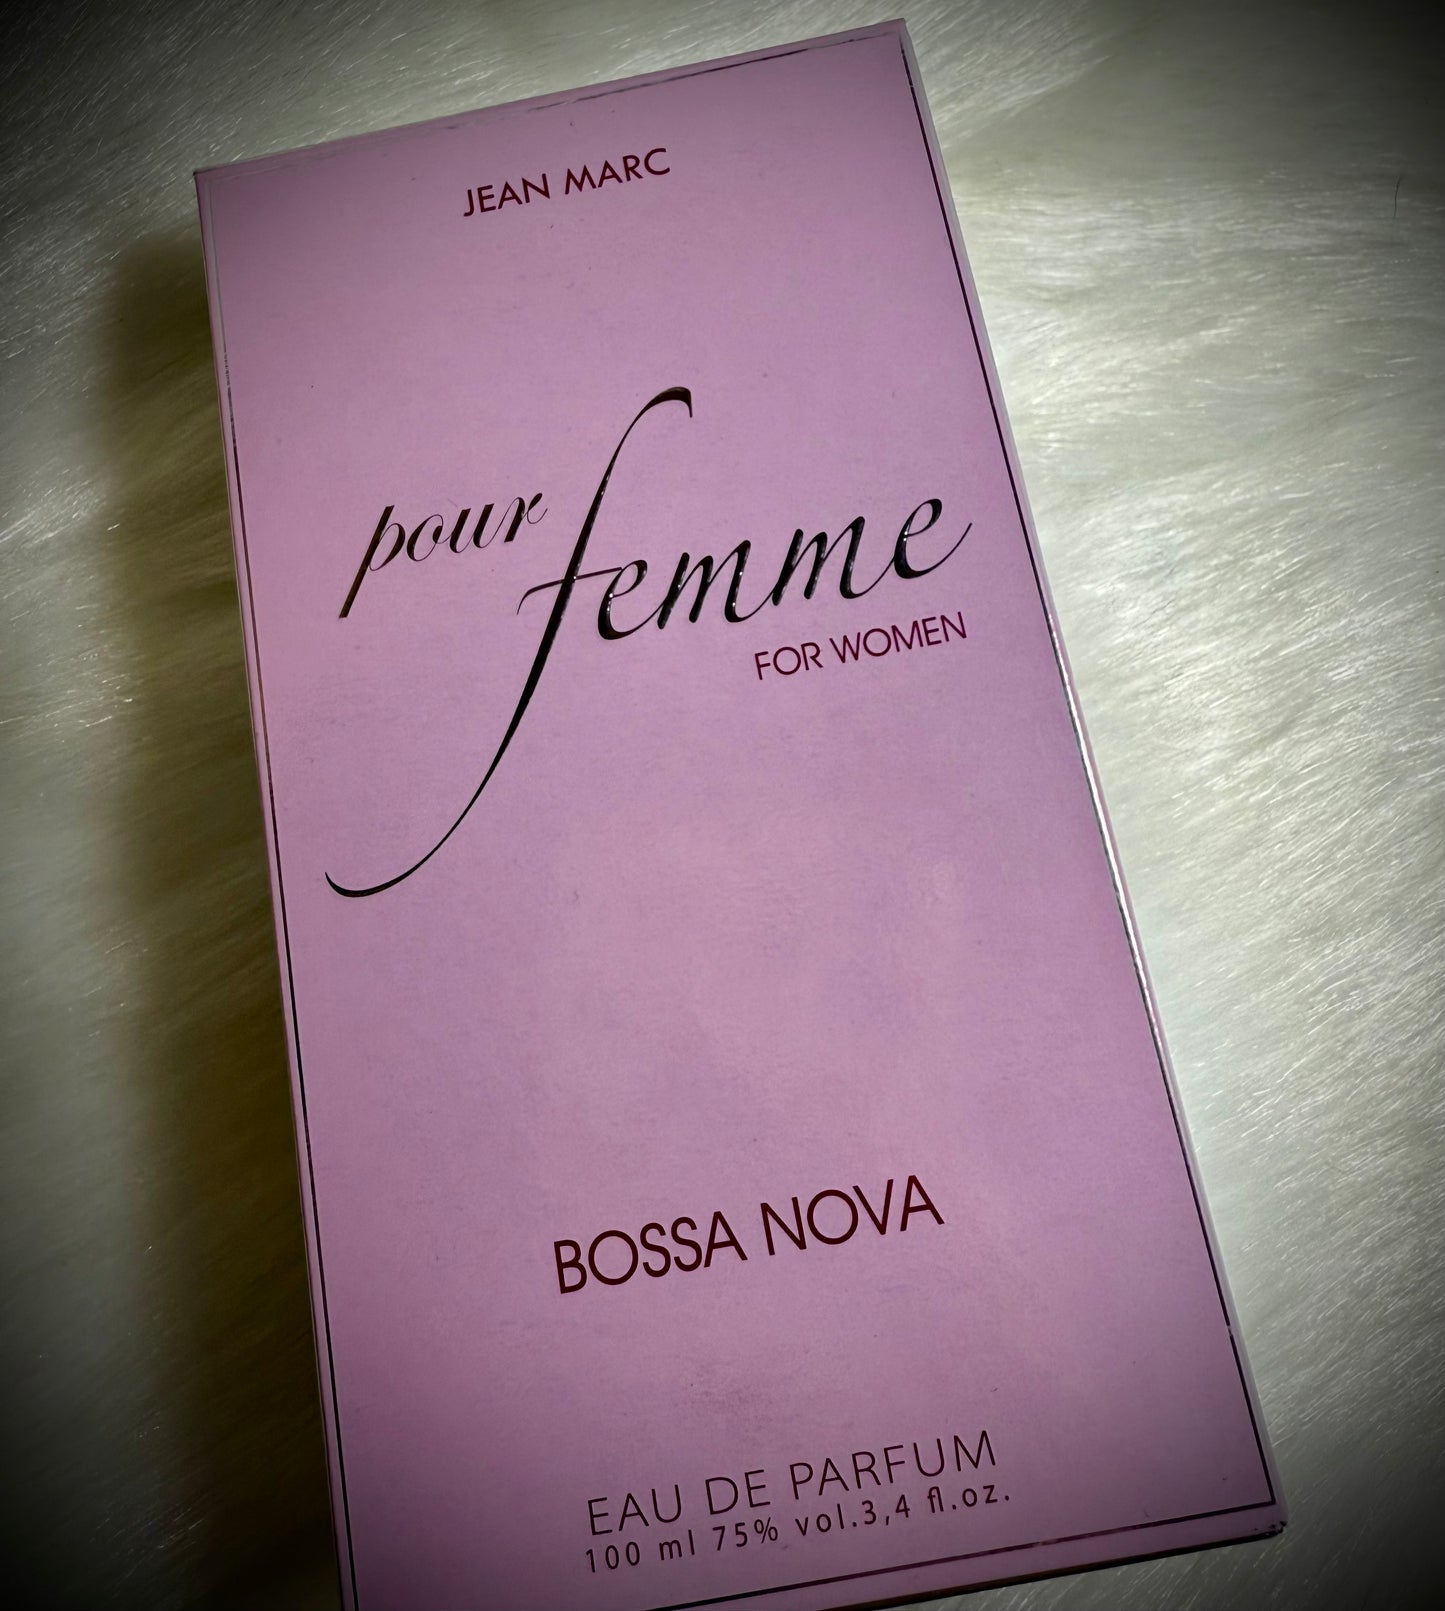 JEAN MARC
pour femme
FOR WOMEN
BOSSA NOVA
EAU DE PARFUM
100 ml 75% vol.3,4 fl.oz.